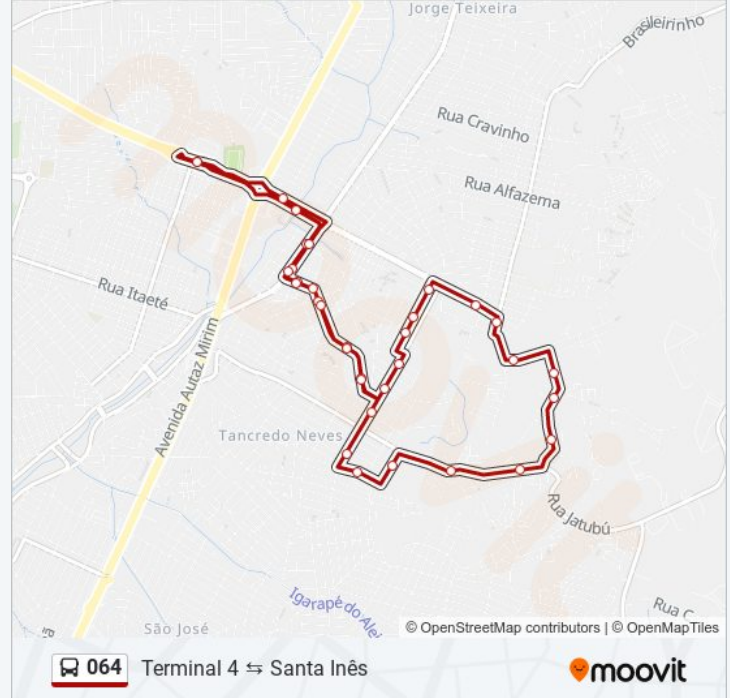 Jorge Teixeira
Brasileirinho
Rua Cravinho
Rua Alfazema
Rua Itaeté
Avenida Autaz Mirim
Tancredo Neves
Rua Jatubú
Igarapé do Alei
São José
Rua C
ã
© OpenStreetMap contributors | © OpenMapTiles
064 Terminal 4 ⇆ Santa Inês
moovit